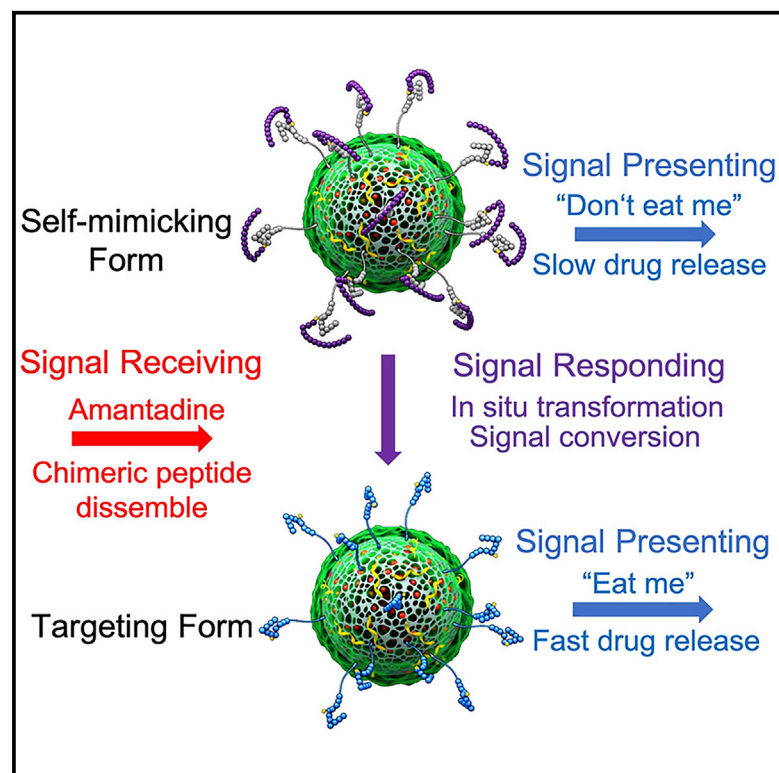 Signal Presenting
“Don‘t eat me”
Slow drug release
Self-mimicking
Form
Signal Receiving
Amantadine
Chimeric peptide
dissemble
Signal Responding
In situ transformation
Signal conversion
Signal Presenting
“Eat me”
Fast drug release
Targeting Form